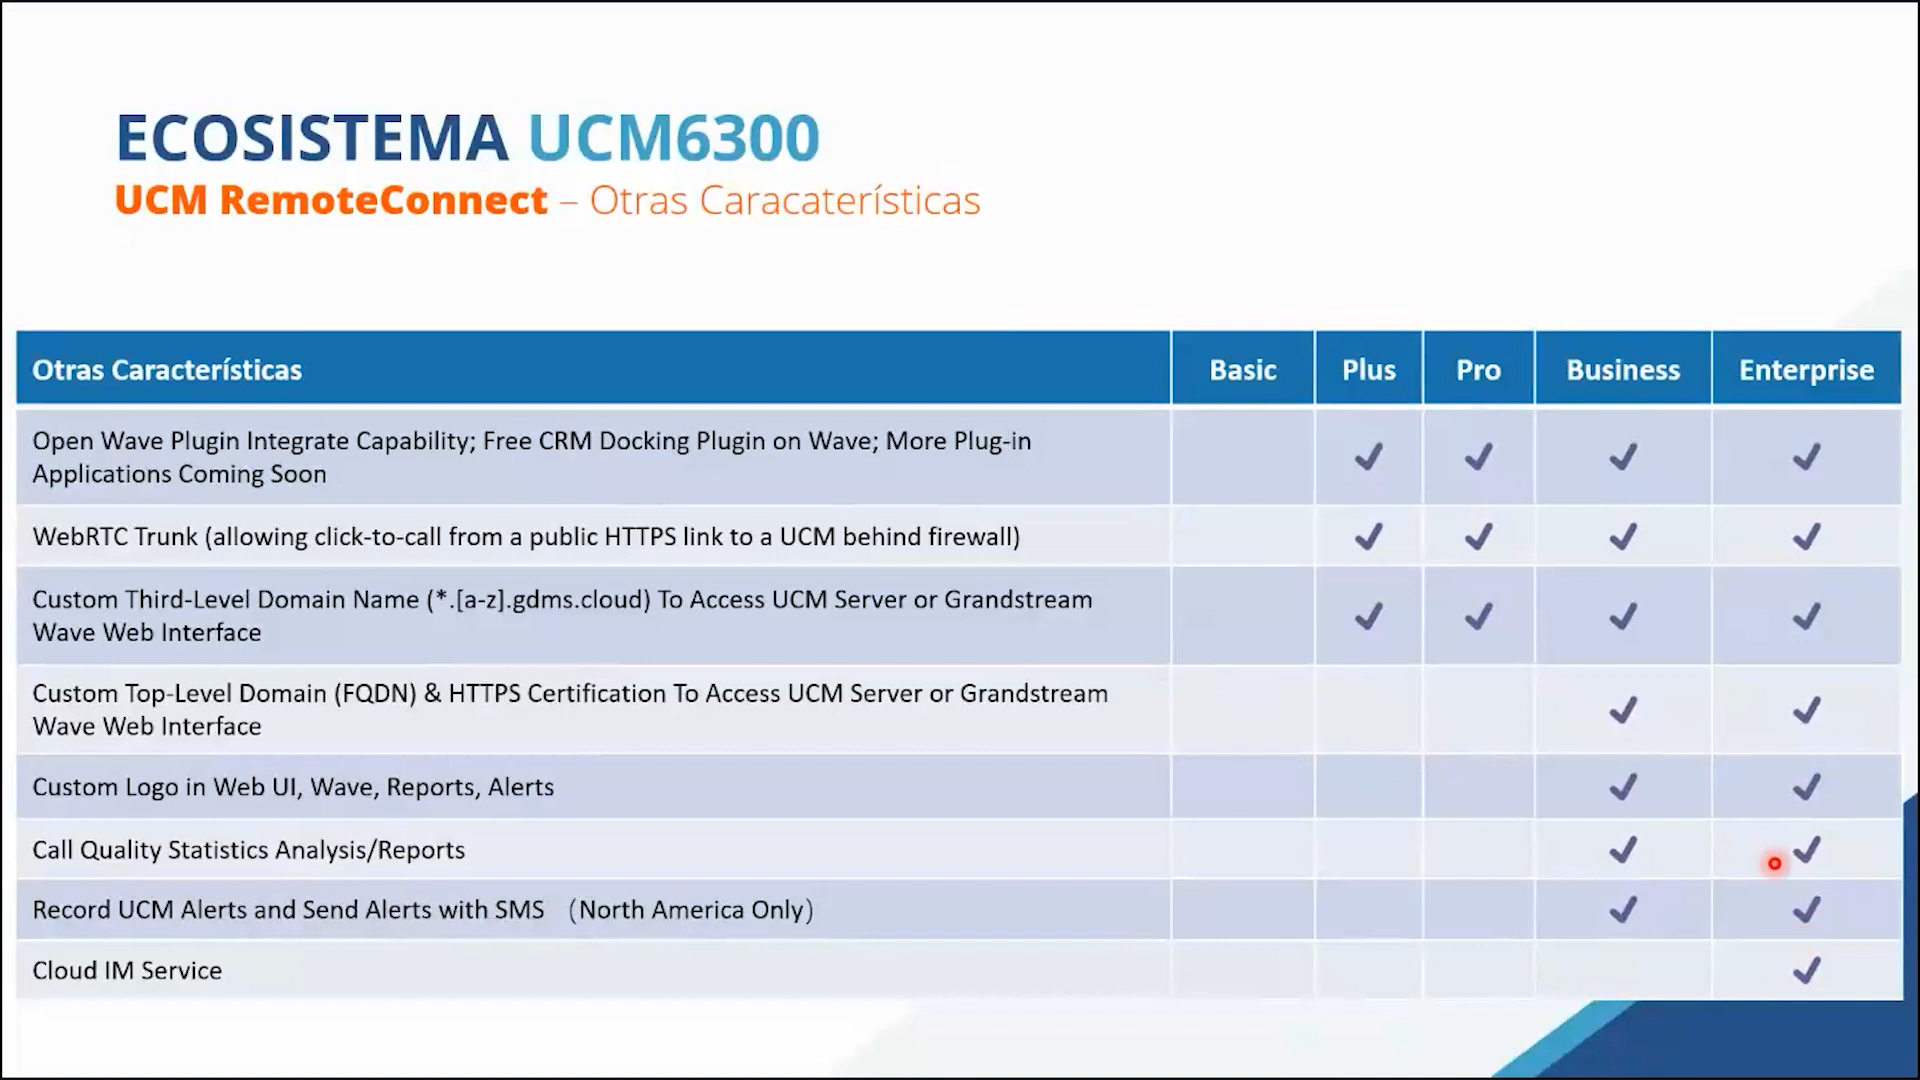 ECOSISTEMA UCM6300
UCM RemoteConnect – Otras Caracaterísticas
Otras Características Basic Plus Pro Business Enterprise
Open Wave Plugin Integrate Capability; Free CRM Docking Plugin on Wave; More Plug-in
Applications Coming Soon
WebRTC Trunk (allowing click-to-call from a public HTTPS link to a UCM behind firewall)
Custom Third-Level Domain Name (*.[a-z].gdms.cloud) To Access UCM Server or Grandstream
Wave Web Interface
Custom Top-Level Domain (FQDN) & HTTPS Certification To Access UCM Server or Grandstream
Wave Web Interface
Custom Logo in Web UI, Wave, Reports, Alerts
Call Quality Statistics Analysis/Reports
Record UCM Alerts and Send Alerts with SMS （North America Only）
Cloud IM Service